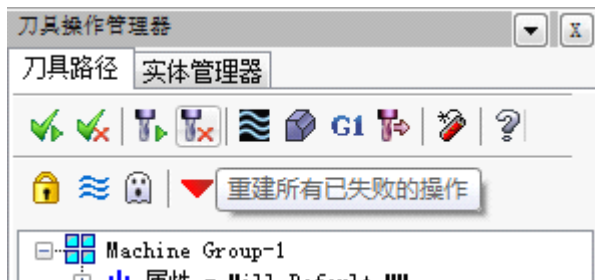 刀具操作管理器
刀具路径 实体管理器
G1
重建所有已失败的操作
Machine Group-1
属性 - Mill Default MM